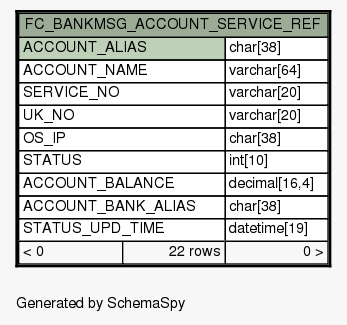 FC_BANKMSG_ACCOUNT_SERVICE_REF
ACCOUNT_ALIAS char[38]
ACCOUNT_NAME varchar[64]
SERVICE_NO varchar[20]
UK_NO varchar[20]
OS_IP char[38]
STATUS int[10]
ACCOUNT_BALANCE decimal[16,4]
ACCOUNT_BANK_ALIAS char[38]
STATUS_UPD_TIME datetime[19]
< 0 22 rows 0 >
Generated by SchemaSpy